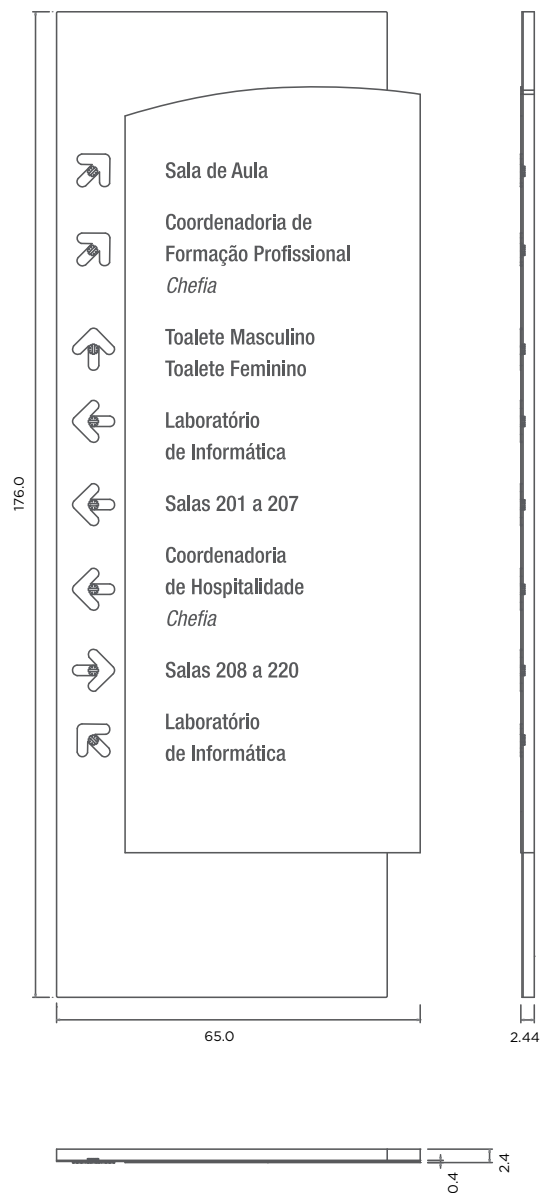 Sala de Aula
Coordenadoria de
Formação Profissional
Chefia
Toalete Masculino
Toalete Feminino
Laboratório
de Informática
Salas 201 a 207
Coordenadoria
de Hospitalidade
Chefia
Salas 208 a 220
Laboratório
de Informática
176.0
65.0
2.44
2.4
0.4